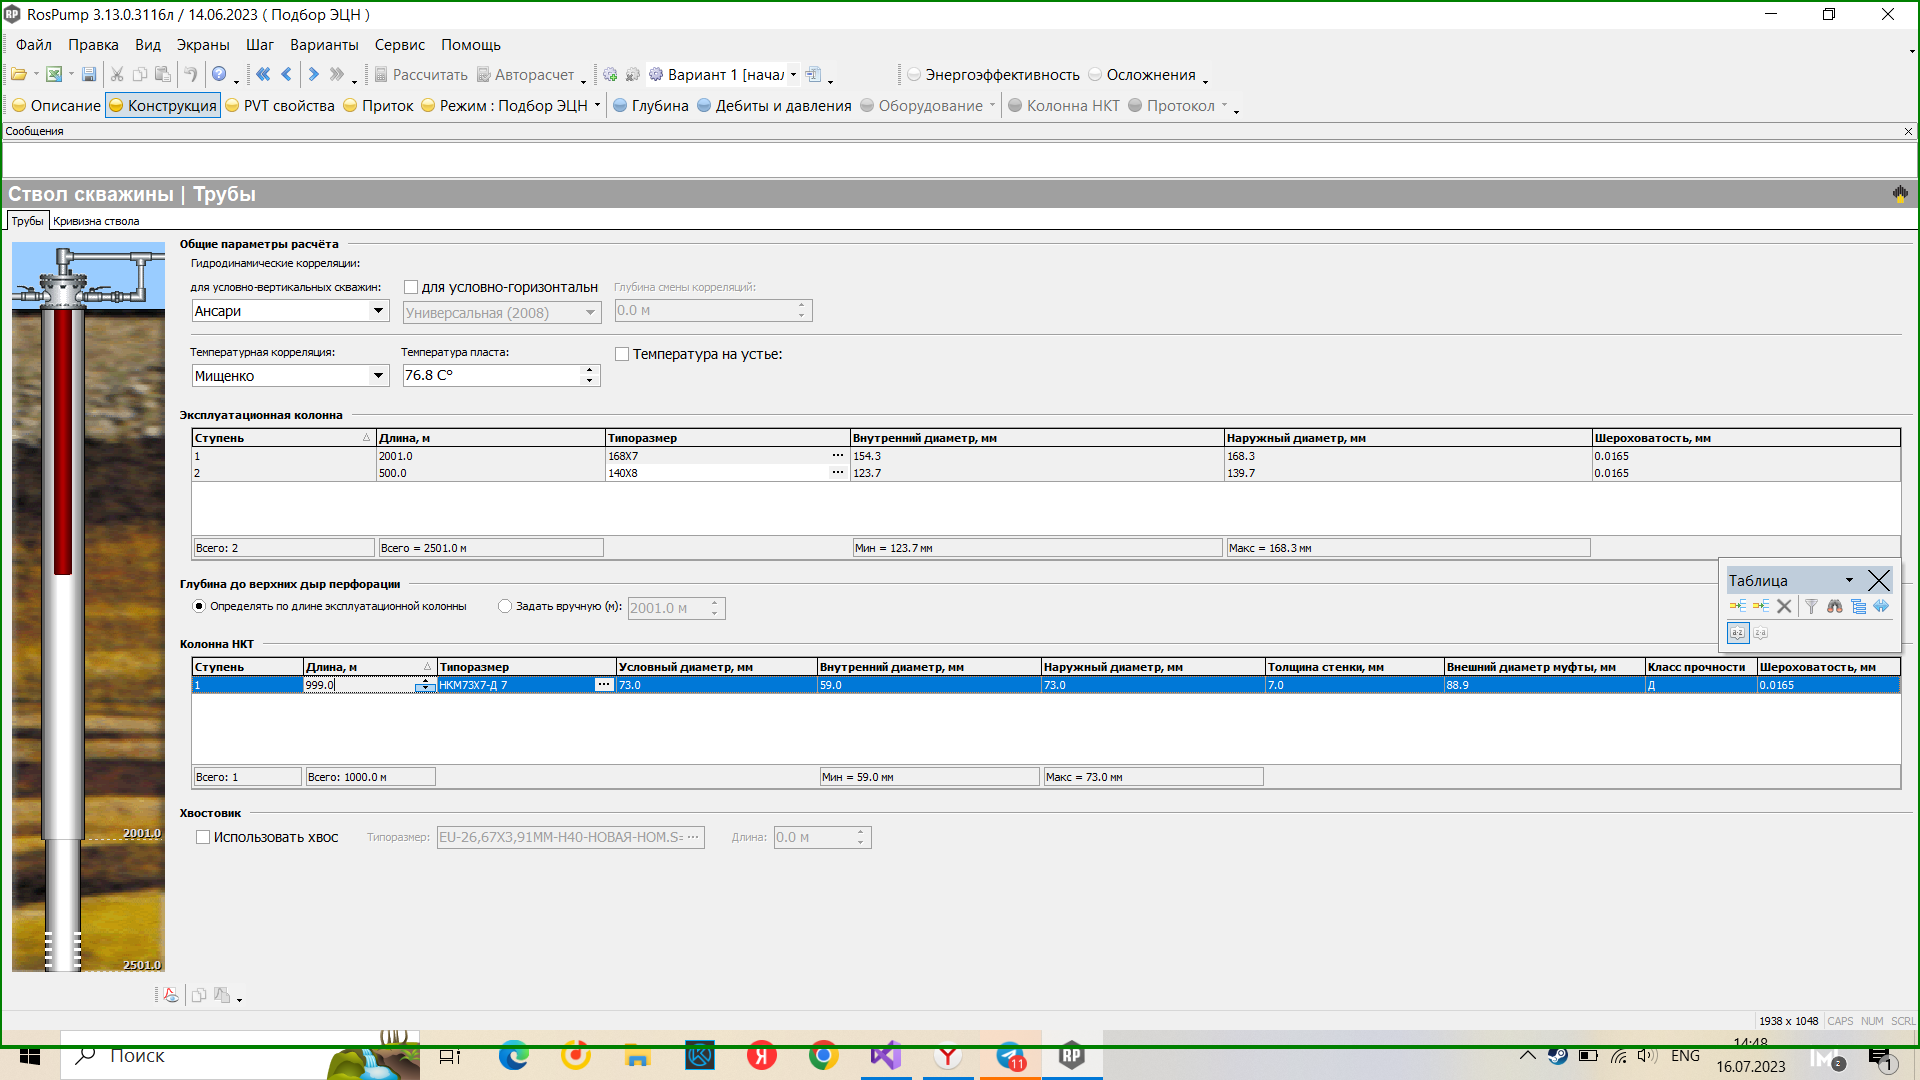 RosPump 3.13.0.3116л / 14.06.2023 ( Подбор ЭЦН )
Файл Правка Вид Экраны Шаг Варианты Сервис Помощь
Рассчитать Авторасчет Вариант 1 [начал Энергоэффективность Осложнения
Описание Конструкция PVT свойства Приток Режим : Подбор ЭЦН Глубина Дебиты и давления Оборудование Колонна НКТ Протокол
Сообщения
Ствол скважины | Трубы
Трубы Кривизна ствола
Общие параметры расчёта
Гидродинамические корреляции:
для условно-вертикальных скважин: для условно-горизонтальн Глубина смены корреляций:
Ансари Универсальная (2008) 0.0 м
Температурная корреляция: Температура пласта: Температура на устье:
Мищенко 76.8 C°
Эксплуатационная колонна
Ступень Длина, м Типоразмер Внутренний диаметр, мм Наружный диаметр, мм Шероховатость, мм
1 2001.0 168X7 ... 154.3 168.3 0.0165
2 500.0 140X8 ... 123.7 139.7 0.0165
Всего: 2 Всего = 2501.0 м Мин = 123.7 мм Макс = 168.3 мм
Таблица
Глубина до верхних дыр перфорации
Определять по длине эксплуатационной колонны Задать вручную (м): 2001.0 м
Колонна НКТ
Ступень Длина, м Типоразмер Условный диаметр, мм Внутренний диаметр, мм Наружный диаметр, мм Толщина стенки, мм Внешний диаметр муфты, мм Класс прочности Шероховатость, мм
1 999.0 НКМ73Х7-Д 7 ... 73.0 59.0 73.0 7.0 88.9 Д 0.0165
Всего: 1 Всего: 1000.0 м Мин = 59.0 мм Макс = 73.0 мм
Хвостовик
Использовать хвос Типоразмер: EU-26,67X3,91MM-H40-НОВАЯ-НОМ.S= ... Длина: 0.0 м
2001.0
2501.0
1938 x 1048 CAPS NUM SCRL
Поиск 11 RP ENG 14:48
16.07.2023 2 1